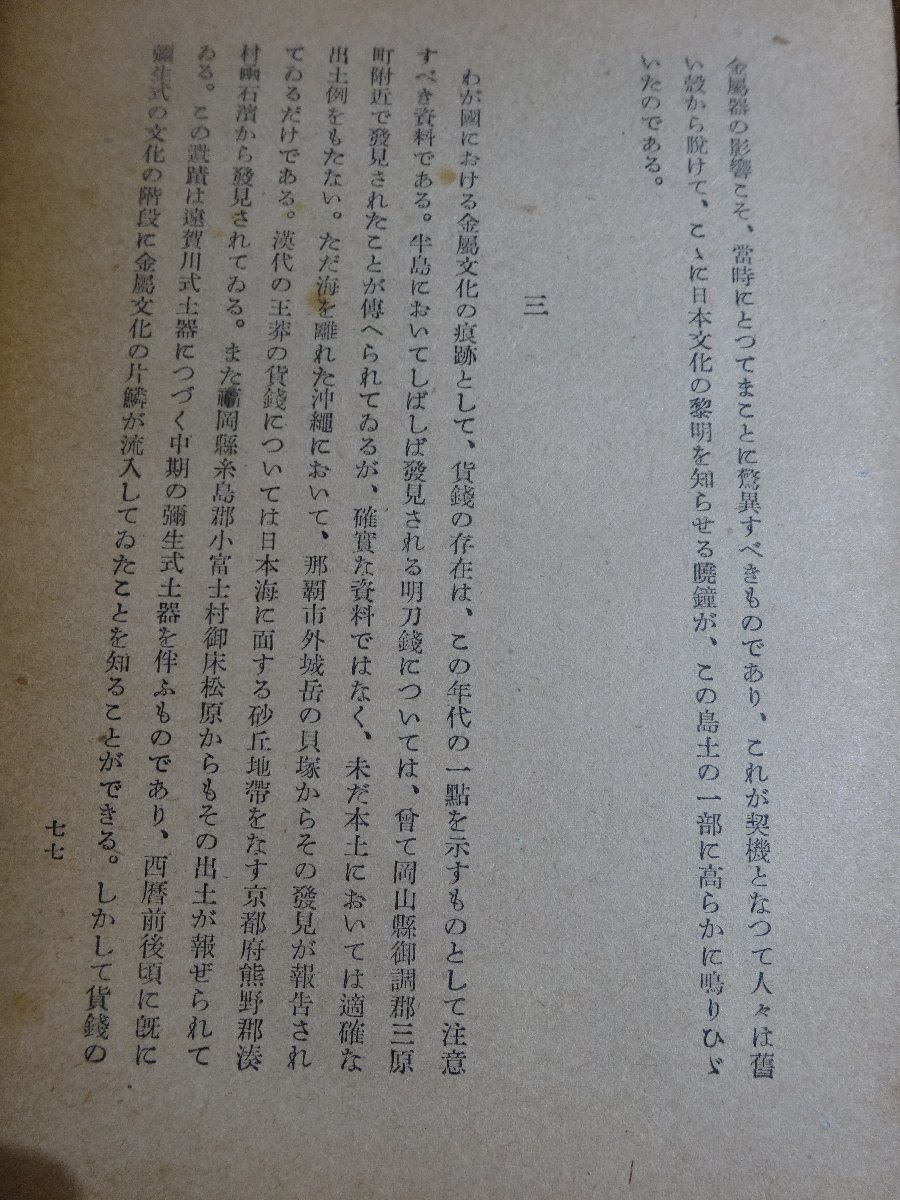 金屬器の影響こそ、當時にとつてまことに驚異すべきものであり、これが契機となつて人々は舊
い殼から脫けて、こゝに日本文化の黎明を知らせる曉鐘が、この島土の一部に高らかに鳴りひゞ
いたのである。
三
わが國における金屬文化の痕跡として、貨錢の存在は、この年代の一點を示すものとして注意
すべき資料である。半島においてしばしば發見される明刀錢については、曾て岡山縣御調郡三原
町附近で發見されたことが傳へられてゐるが、確實な資料ではなく、未だ本土においては適確な
出土例をもたない。ただ海を離れた沖繩において、那覇市外城岳の貝塚からその發見が報吿され
てゐるだけである。漢代の王莽の貨錢については日本海に面する砂丘地帶をなす京都府熊野郡湊
村函石濱から發見されてゐる。また福岡縣糸島郡小富士村御床松原からもその出土が報ぜられて
ゐる。この遺蹟は遠賀川式土器につづく中期の彌生式土器を伴ふものであり、西曆前後頃に旣に
彌生式の文化の階段に金屬文化の片鱗が流入してゐたことを知ることができる。しかして貨錢の
七七